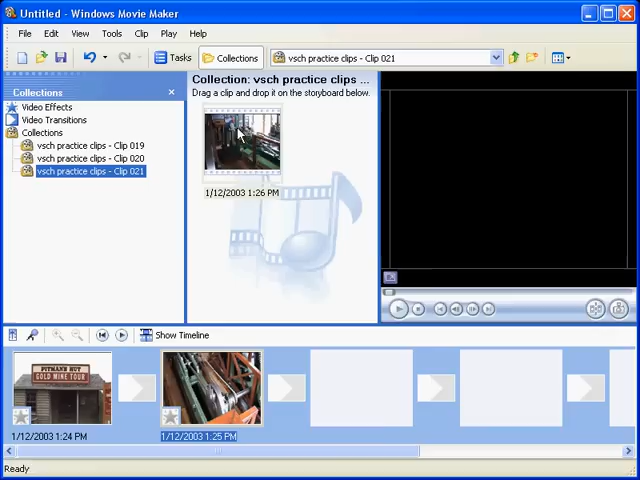 Untitled - Windows Movie Maker
File Edit View Tools Clip Play Help
Tasks Collections vsch practice clips - Clip 021
Collections
Video Effects
Video Transitions
Collections
vsch practice clips - Clip 019
vsch practice clips - Clip 020
vsch practice clips - Clip 021
Collection: vsch practice clips ...
Drag a clip and drop it on the storyboard below.
1/12/2003 1:26 PM
Show Timeline
PITMANS HUT
GOLD MINE TOUR
1/12/2003 1:24 PM
1/12/2003 1:25 PM
Ready